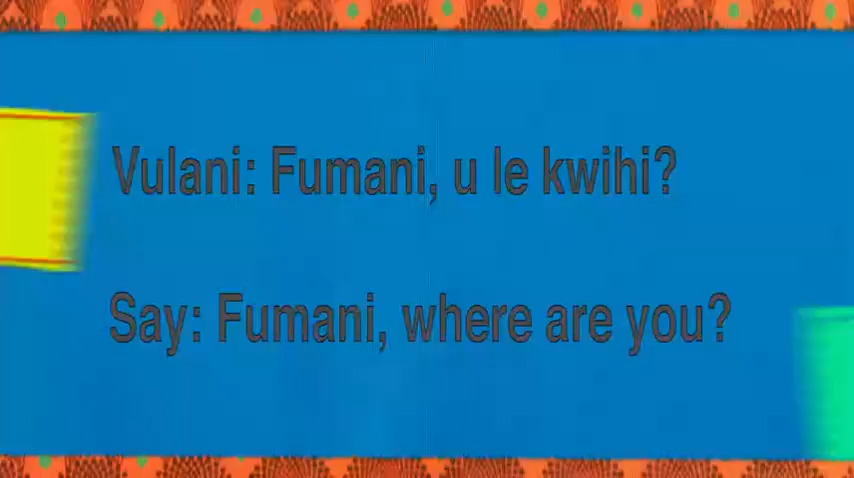 Vulani: Fumani, u le kwihi?
Say: Fumani, where are you?